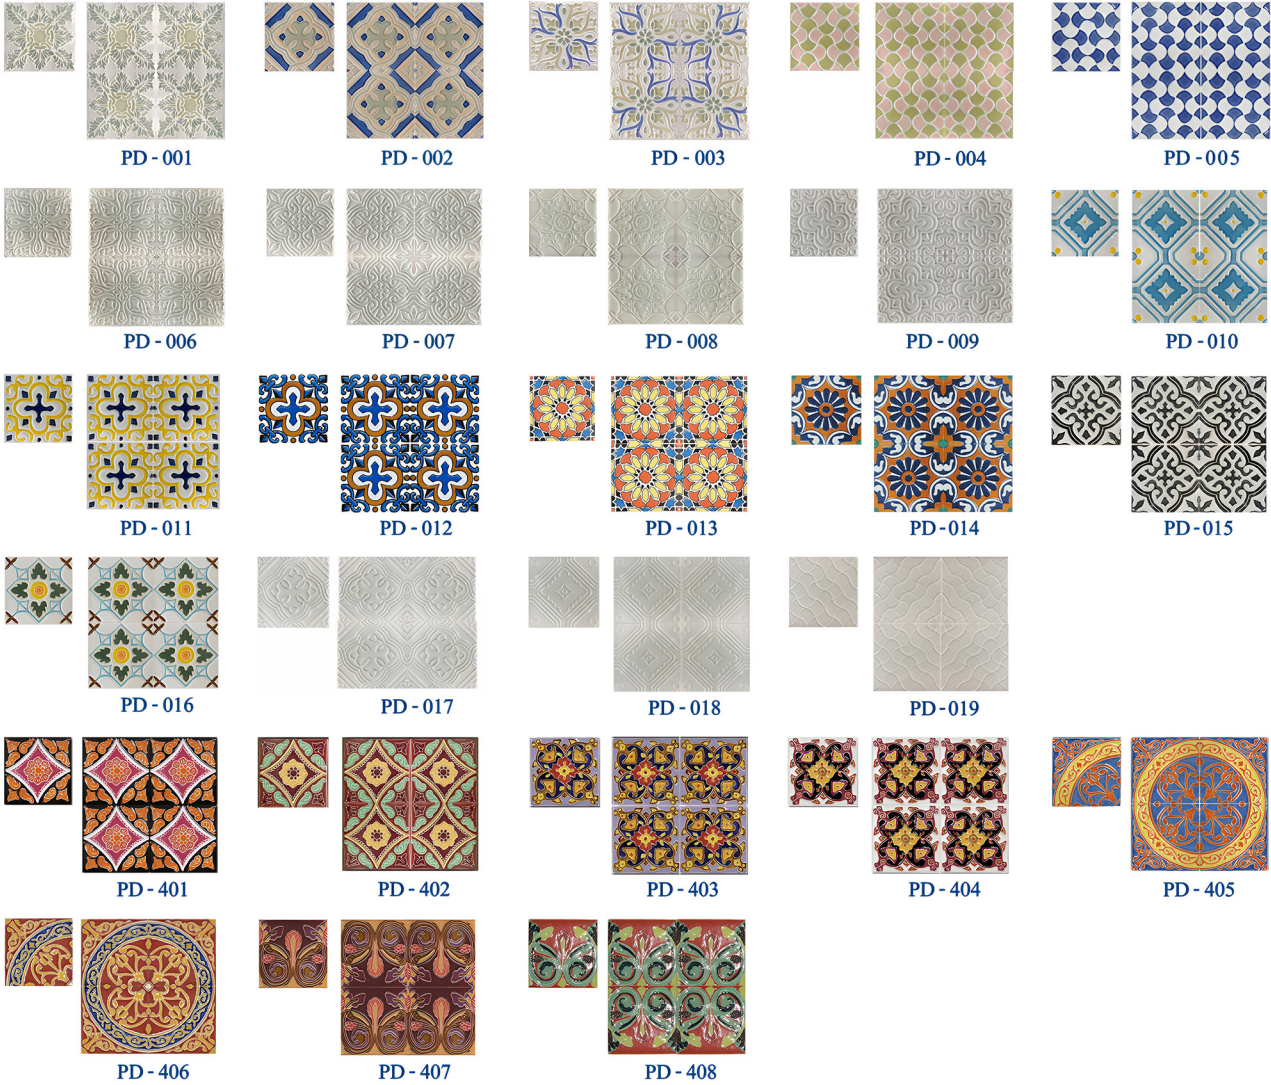 PD - 001
PD - 002
PD - 003
PD - 004
PD - 005
PD - 006
PD - 007
PD - 008
PD - 009
PD - 010
PD - 011
PD - 012
PD - 013
PD - 014
PD - 015
PD - 016
PD - 017
PD - 018
PD - 019
PD - 401
PD - 402
PD - 403
PD - 404
PD - 405
PD - 406
PD - 407
PD - 408